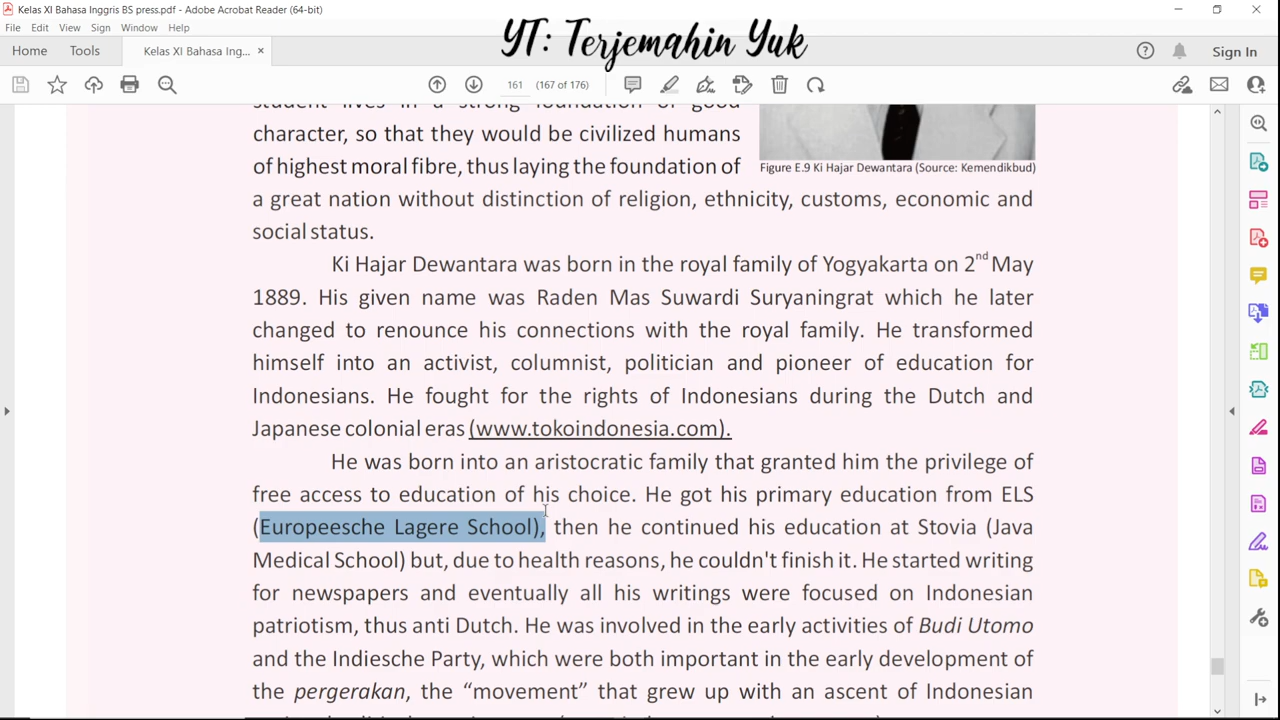 Kelas XI Bahasa Inggris BS press.pdf - Adobe Acrobat Reader (64-bit)
File Edit View Sign Window Help
YT: Terjemahin Yuk
Home Tools Kelas XI Bahasa Ing... × Sign In
161 (167 of 176)
student lives in a strong foundation of good
character, so that they would be civilized humans
of highest moral fibre, thus laying the foundation of
Figure E.9 Ki Hajar Dewantara (Source: Kemendikbud)
a great nation without distinction of religion, ethnicity, customs, economic and
social status.
Ki Hajar Dewantara was born in the royal family of Yogyakarta on 2nd May
1889. His given name was Raden Mas Suwardi Suryaningrat which he later
changed to renounce his connections with the royal family. He transformed
himself into an activist, columnist, politician and pioneer of education for
Indonesians. He fought for the rights of Indonesians during the Dutch and
Japanese colonial eras (www.tokoindonesia.com).
He was born into an aristocratic family that granted him the privilege of
free access to education of his choice. He got his primary education from ELS
(Europeesche Lagere School), then he continued his education at Stovia (Java
Medical School) but, due to health reasons, he couldn't finish it. He started writing
for newspapers and eventually all his writings were focused on Indonesian
patriotism, thus anti Dutch. He was involved in the early activities of Budi Utomo
and the Indiesche Party, which were both important in the early development of
the pergerakan, the “movement” that grew up with an ascent of Indonesian